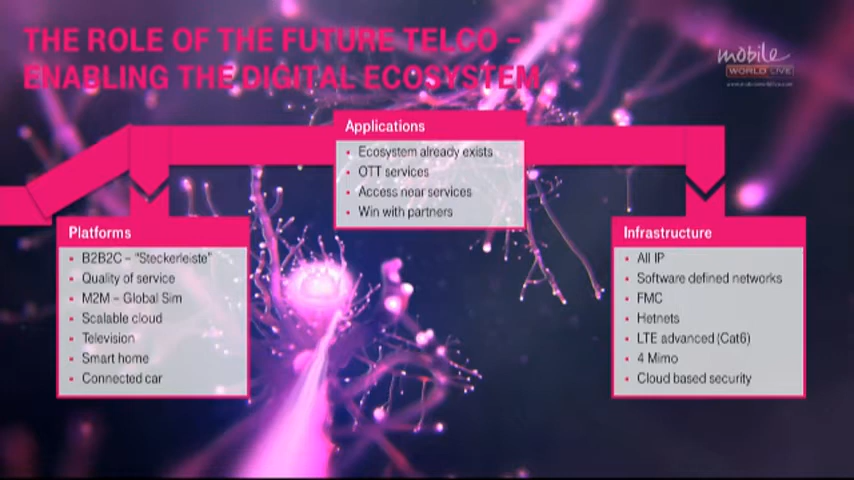 THE ROLE OF THE FUTURE TELCO –
ENABLING THE DIGITAL ECOSYSTEM
mobile
WORLD LIVE
Applications
▪ Ecosystem already exists
▪ OTT services
▪ Access near services
▪ Win with partners
Platforms
▪ B2B2C – "Steckerleiste"
▪ Quality of service
▪ M2M – Global Sim
▪ Scalable cloud
▪ Television
▪ Smart home
▪ Connected car
Infrastructure
▪ All IP
▪ Software defined networks
▪ FMC
▪ Hetnets
▪ LTE advanced (Cat6)
▪ 4 Mimo
▪ Cloud based security